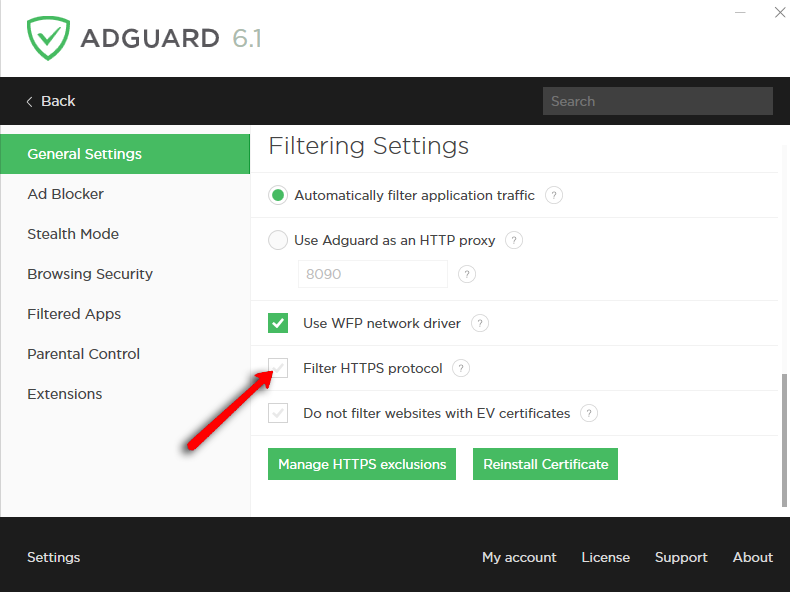 ADGUARD 6.1
Back
Search
General Settings
Ad Blocker
Stealth Mode
Browsing Security
Filtered Apps
Parental Control
Extensions
Filtering Settings
Automatically filter application traffic ?
Use Adguard as an HTTP proxy ?
8090 ?
Use WFP network driver ?
Filter HTTPS protocol ?
Do not filter websites with EV certificates ?
Manage HTTPS exclusions Reinstall Certificate
Settings My account License Support About